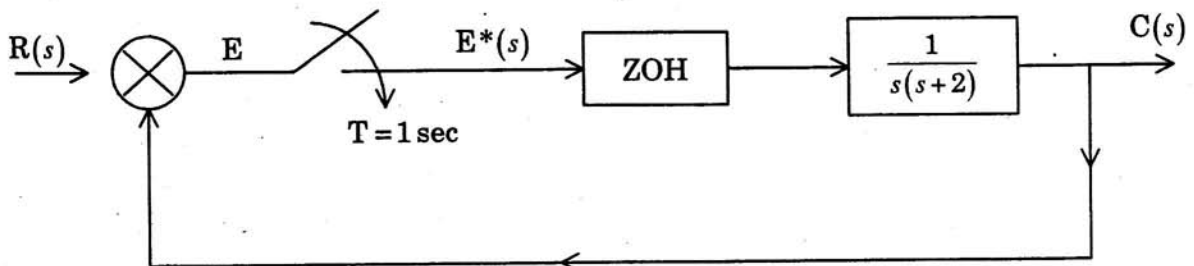 R(s)
E
E*(s)
ZOH
1
s(s+2)
C(s)
T = 1 sec